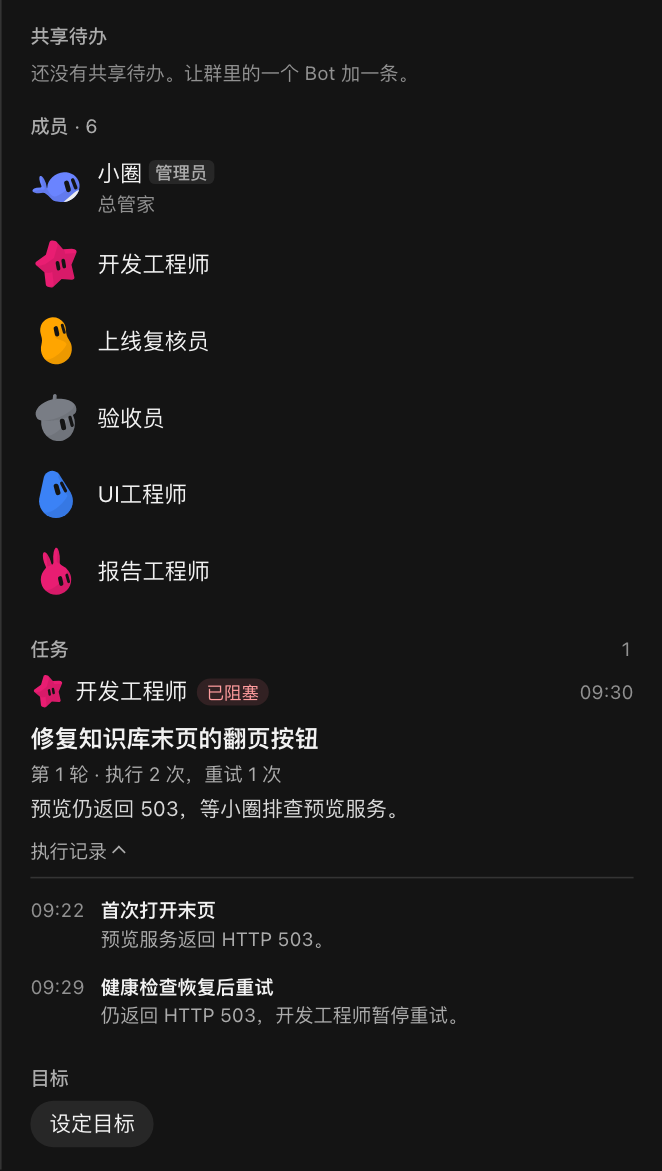 共享待办
还没有共享待办。让群里的一个 Bot 加一条。
成员 · 6
小圈 管理员
总管家
开发工程师
上线复核员
验收员
UI工程师
报告工程师
任务 1
开发工程师 已阻塞 09:30
修复知识库末页的翻页按钮
第 1 轮 · 执行 2 次，重试 1 次
预览仍返回 503，等小圈排查预览服务。
执行记录
09:22 首次打开末页
预览服务返回 HTTP 503。
09:29 健康检查恢复后重试
仍返回 HTTP 503，开发工程师暂停重试。
目标
设定目标